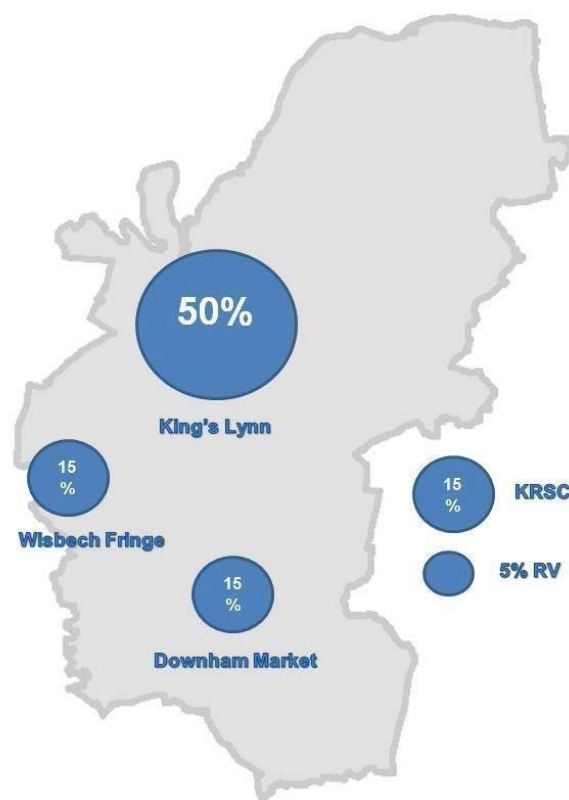 50%
King's Lynn
15
%
Wisbech Fringe
15
%
KRSC
15
%
Downham Market
5% RV